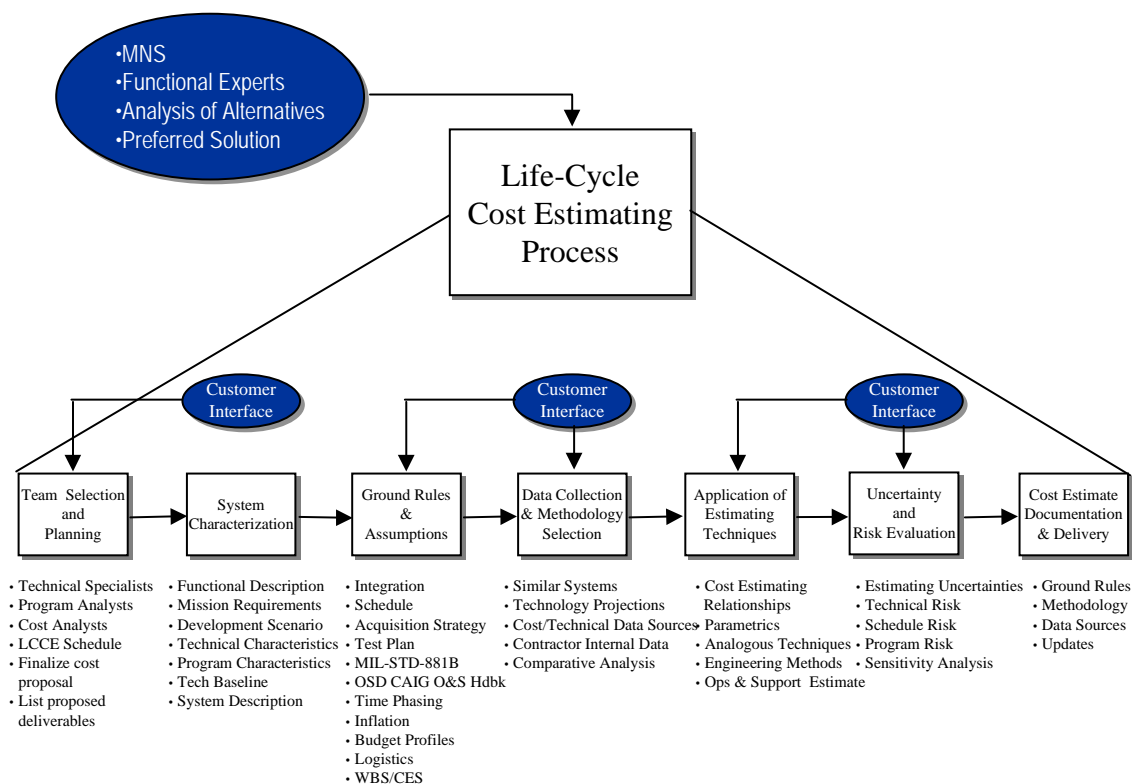 •MNS
•Functional Experts
•Analysis of Alternatives
•Preferred Solution
Life-Cycle
Cost Estimating
Process
Customer
Interface
Customer
Interface
Customer
Interface
Team Selection
and
Planning
System
Characterization
Ground Rules
&
Assumptions
Data Collection
& Methodology
Selection
Application of
Estimating
Techniques
Uncertainty
and
Risk Evaluation
Cost Estimate
Documentation
& Delivery
• Technical Specialists
• Program Analysts
• Cost Analysts
• LCCE Schedule
• Finalize cost
proposal
• List proposed
deliverables
• Functional Description
• Mission Requirements
• Development Scenario
• Technical Characteristics
• Program Characteristics
• Tech Baseline
• System Description
• Integration
• Schedule
• Acquisition Strategy
• Test Plan
• MIL-STD-881B
• OSD CAIG O&S Hdbk
• Time Phasing
• Inflation
• Budget Profiles
• Logistics
• WBS/CES
• Similar Systems
• Technology Projections
• Cost/Technical Data Sources
• Contractor Internal Data
• Comparative Analysis
• Cost Estimating
Relationships
• Parametrics
• Analogous Techniques
• Engineering Methods
• Ops & Support Estimate
• Estimating Uncertainties
• Technical Risk
• Schedule Risk
• Program Risk
• Sensitivity Analysis
• Ground Rules
• Methodology
• Data Sources
• Updates